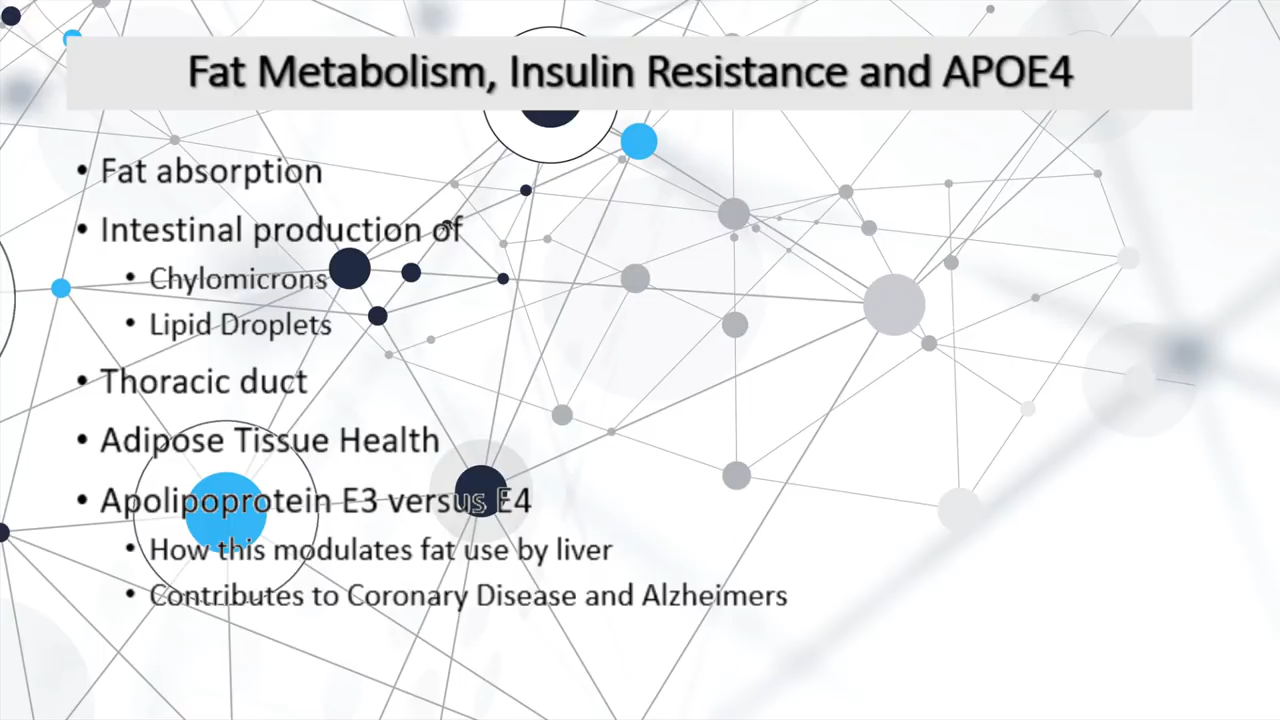 Fat Metabolism, Insulin Resistance and APOE4
• Fat absorption
• Intestinal production of
• Chylomicrons
• Lipid Droplets
• Thoracic duct
• Adipose Tissue Health
• Apolipoprotein E3 versus E4
• How this modulates fat use by liver
• Contributes to Coronary Disease and Alzheimers